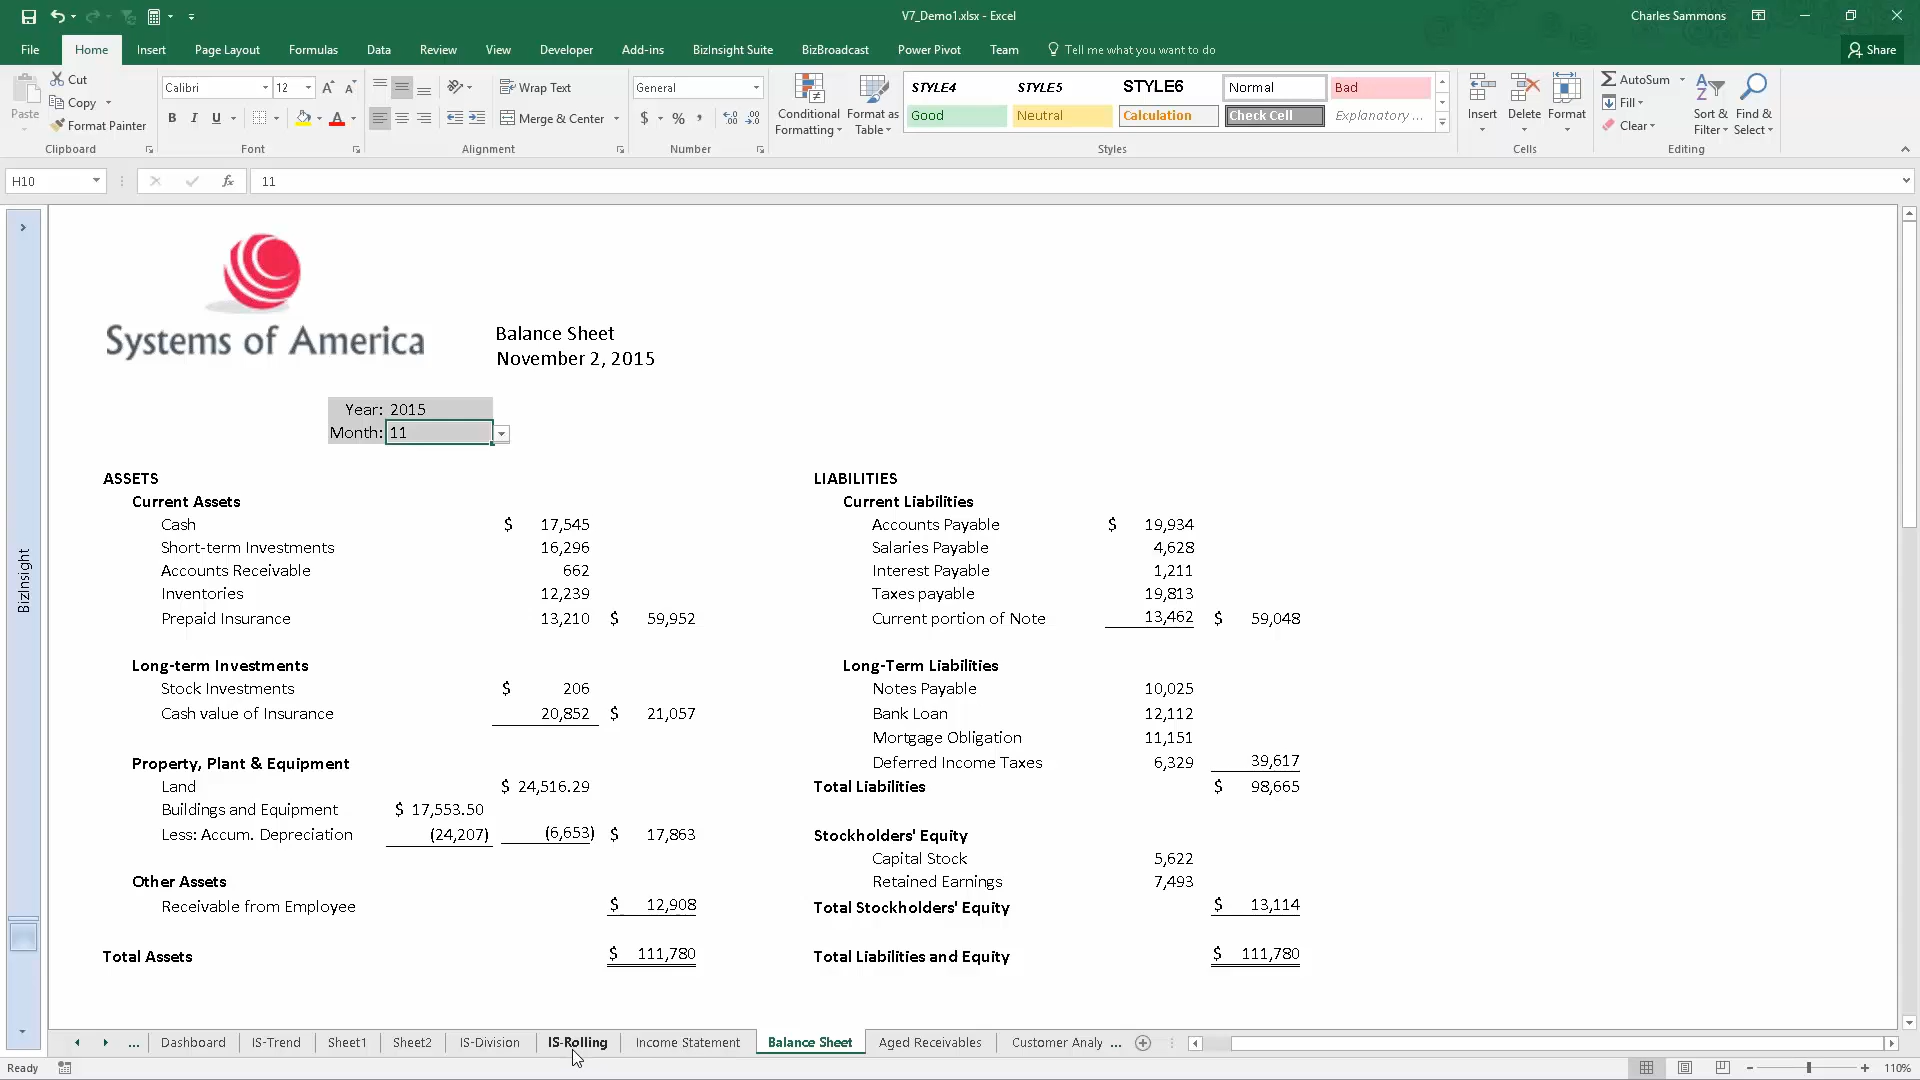 V7_Demo1.xlsx - Excel
Charles Sammons
File Home Insert Page Layout Formulas Data Review View Developer Add-ins BizInsight Suite BizBroadcast Power Pivot Team Tell me what you want to do Share
Paste
Cut
Copy
Format Painter
Clipboard
Calibri 12
B I U
Font
Wrap Text
Merge & Center
Alignment
General
$ % ,
Number
Conditional Formatting
Format as Table
STYLE4 STYLE5 STYLE6 Normal Bad
Good Neutral Calculation Check Cell Explanatory ...
Styles
Insert Delete Format
Cells
AutoSum
Fill
Clear
Sort & Filter
Find & Select
Editing
H10 fx 11
BizInsight
Systems of America
Balance Sheet
November 2, 2015
Year: 2015
Month: 11
ASSETS
Current Assets
Cash $ 17,545
Short-term Investments 16,296
Accounts Receivable 662
Inventories 12,239
Prepaid Insurance 13,210 $ 59,952
Long-term Investments
Stock Investments $ 206
Cash value of Insurance 20,852 $ 21,057
Property, Plant & Equipment
Land $ 24,516.29
Buildings and Equipment $ 17,553.50
Less: Accum. Depreciation (24,207) (6,653) $ 17,863
Other Assets
Receivable from Employee $ 12,908
Total Assets $ 111,780
LIABILITIES
Current Liabilities
Accounts Payable $ 19,934
Salaries Payable 4,628
Interest Payable 1,211
Taxes payable 19,813
Current portion of Note 13,462 $ 59,048
Long-Term Liabilities
Notes Payable 10,025
Bank Loan 12,112
Mortgage Obligation 11,151
Deferred Income Taxes 6,329 39,617
Total Liabilities $ 98,665
Stockholders' Equity
Capital Stock 5,622
Retained Earnings 7,493
Total Stockholders' Equity $ 13,114
Total Liabilities and Equity $ 111,780
... Dashboard IS-Trend Sheet1 Sheet2 IS-Division IS-Rolling Income Statement Balance Sheet Aged Receivables Customer Analy ...
Ready
110%